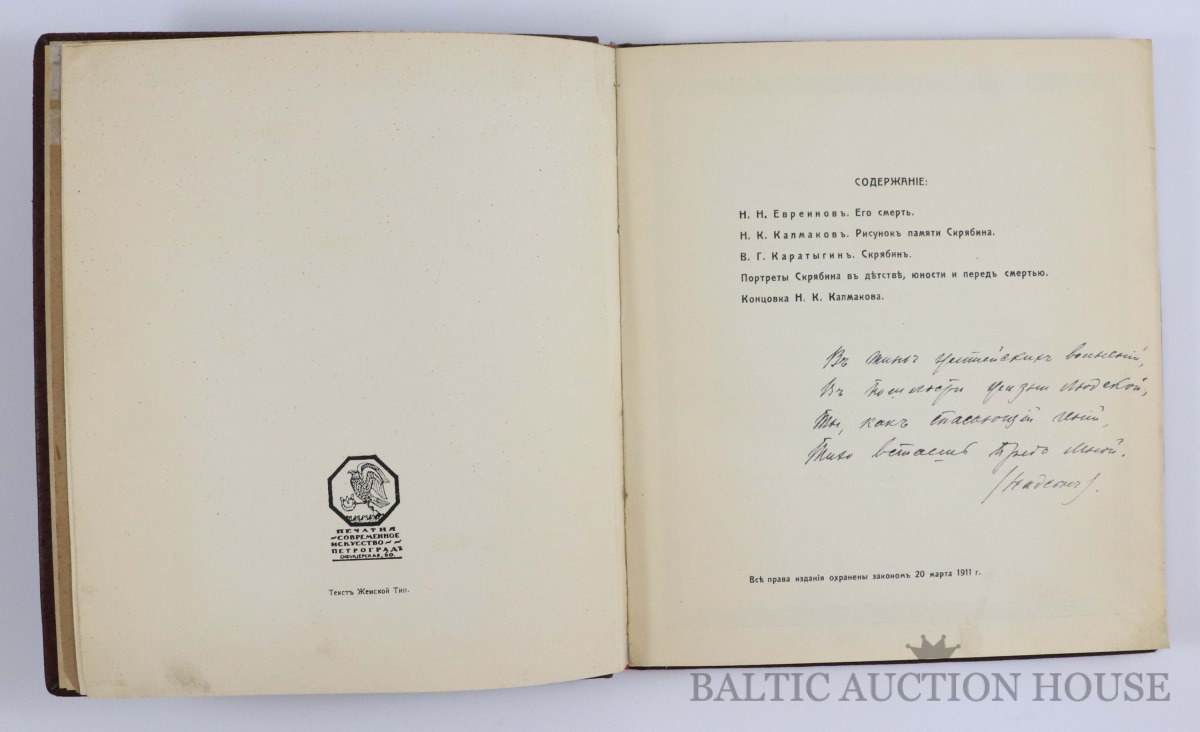 ПЕЧАТНЯ
СОВРЕМЕННОЕ
ИСКУССТВО
ПЕТРОГРАДЪ
ОФИЦЕРСКАЯ, 60.
Текстъ Женской Тип.
СОДЕРЖАНІЕ:
Н. Н. Евреиновъ. Его смерть.
Н. К. Калмаковъ. Рисунокъ памяти Скрябина.
В. Г. Каратыгинъ. Скрябинъ.
Портреты Скрябина въ дѣтствѣ, юности и передъ смертью.
Концовка Н. К. Калмакова.
Въ тинѣ житейскихъ волненій,
Въ пошлости жизни людской,
Ты, какъ спасающій геній,
Тихо встаешь предъ мной.
(Надсонъ).
Всѣ права изданія охранены закономъ 20 марта 1911 г.
BALTIC AUCTION HOUSE